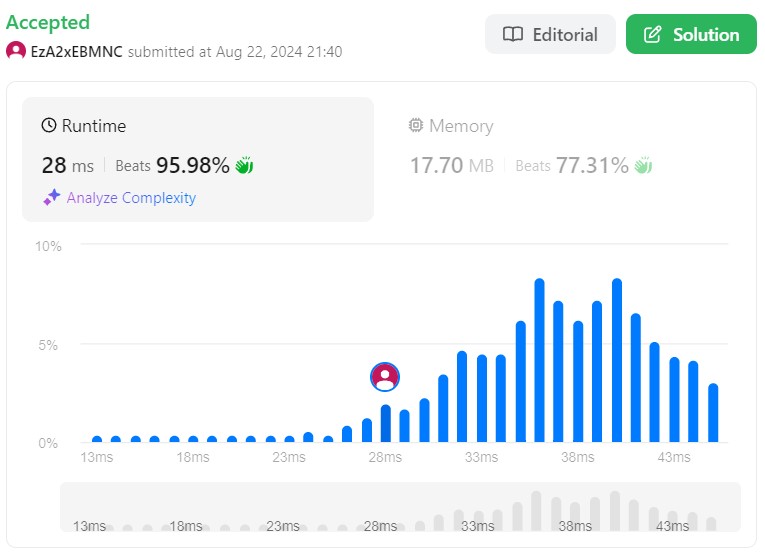 Accepted
EzA2xEBMNC submitted at Aug 22, 2024 21:40
Editorial
Solution
Runtime
28 ms Beats 95.98%
Analyze Complexity
Memory
17.70 MB Beats 77.31%
10%
5%
0%
13ms 18ms 23ms 28ms 33ms 38ms 43ms
13ms 18ms 23ms 28ms 33ms 38ms 43ms